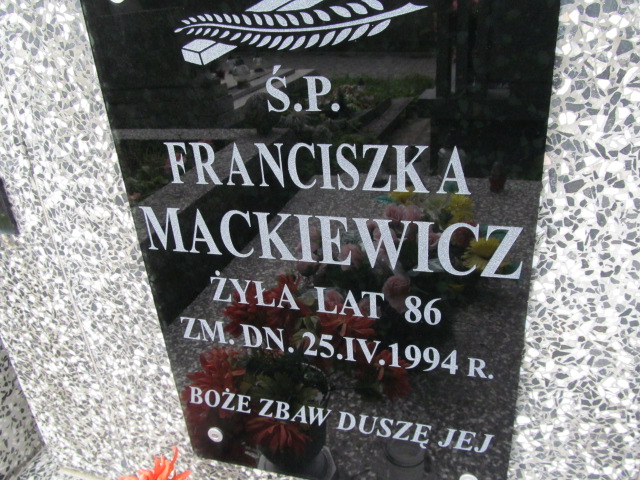 Ś.P.
FRANCISZKA
MACKIEWICZ
ŻYŁA LAT 86
ZM. DN. 25.IV.1994 R.
BOŻE ZBAW DUSZĘ JEJ